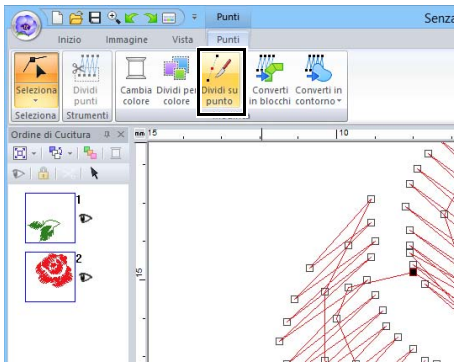 Punti
Senza
Inizio Immagine Vista Punti
Seleziona Dividi punti Cambia colore Dividi per colore Dividi su punto Converti in blocchi Converti in contorno
Seleziona Strumenti
Ordine di Cucitura
mm 15 10
1
2
15